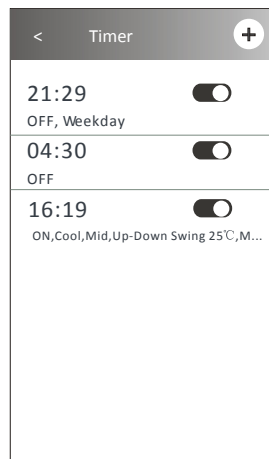 < Timer +
21:29
OFF, Weekday
04:30
OFF
16:19
ON,Cool,Mid,Up-Down Swing 25℃,M...